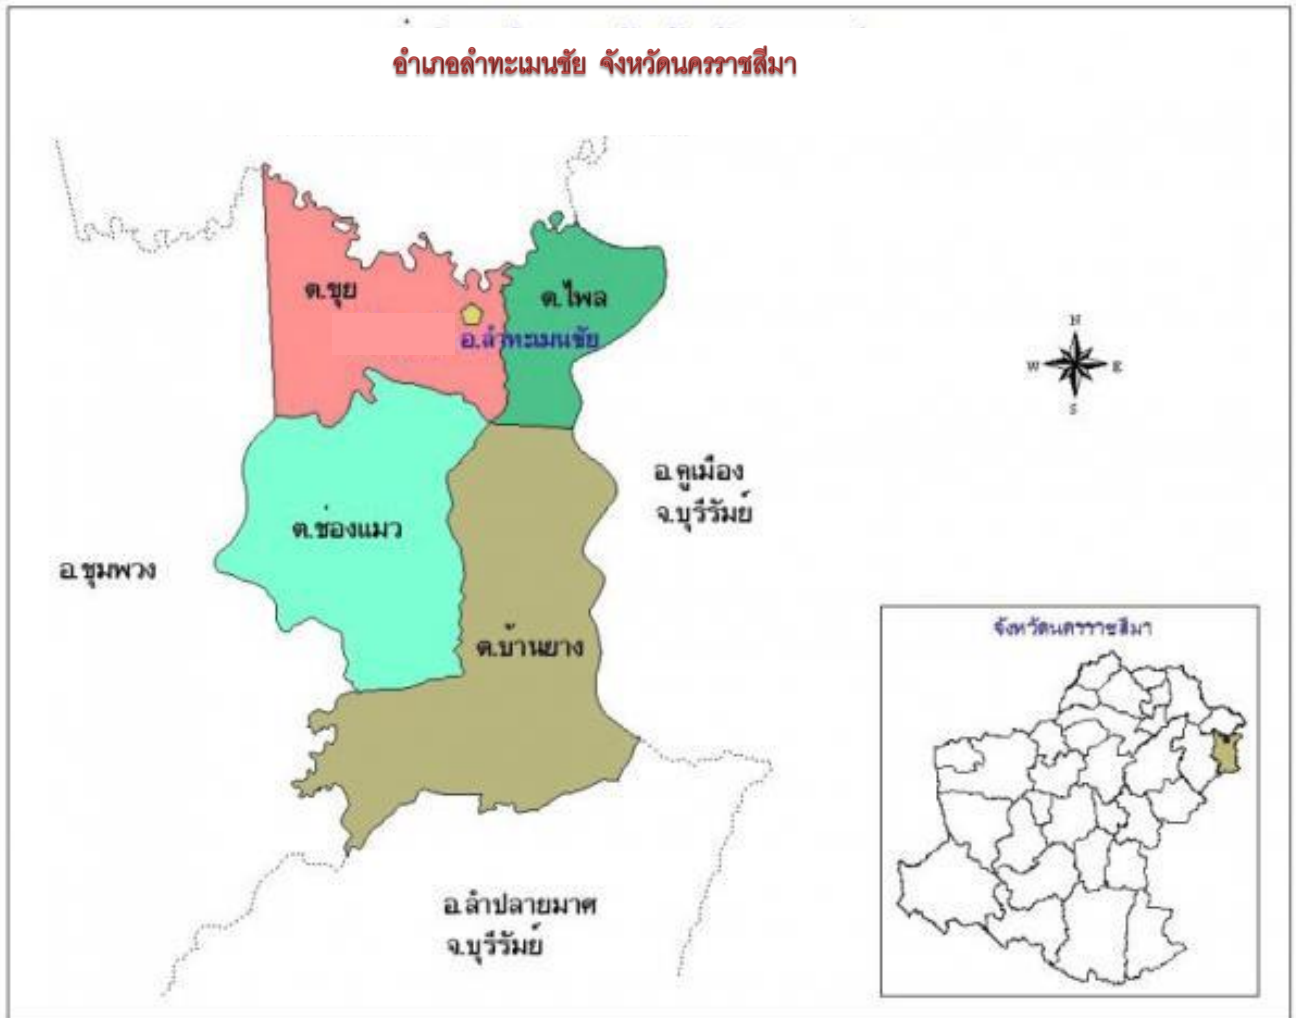 อำเภอลำทะเมนชัย จังหวัดนครราชสีมา
ต.ขุย
ต.ไพล
อ.ลำทะเมนชัย
N
W
E
S
อ.คูเมือง
จ.บุรีรัมย์
ต.ช่องแมว
อ.ชุมพวง
ต.บ้านยาง
จังหวัดนครราชสีมา
อ.ลำปลายมาศ
จ.บุรีรัมย์